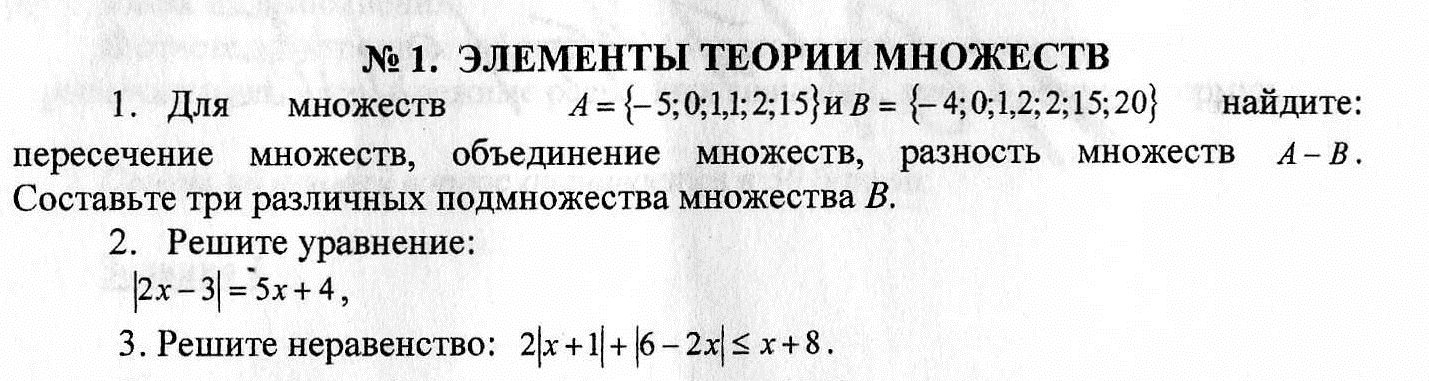 № 1. ЭЛЕМЕНТЫ ТЕОРИИ МНОЖЕСТВ
1. Для множеств A = {– 5; 0; 1,1; 2; 15} и B = {– 4; 0; 1,2; 2; 15; 20} найдите:
пересечение множеств, объединение множеств, разность множеств A – B.
Составьте три различных подмножества множества B.
2. Решите уравнение:
|2x – 3| = 5x + 4,
3. Решите неравенство: 2|x + 1| + |6 – 2x| ≤ x + 8.